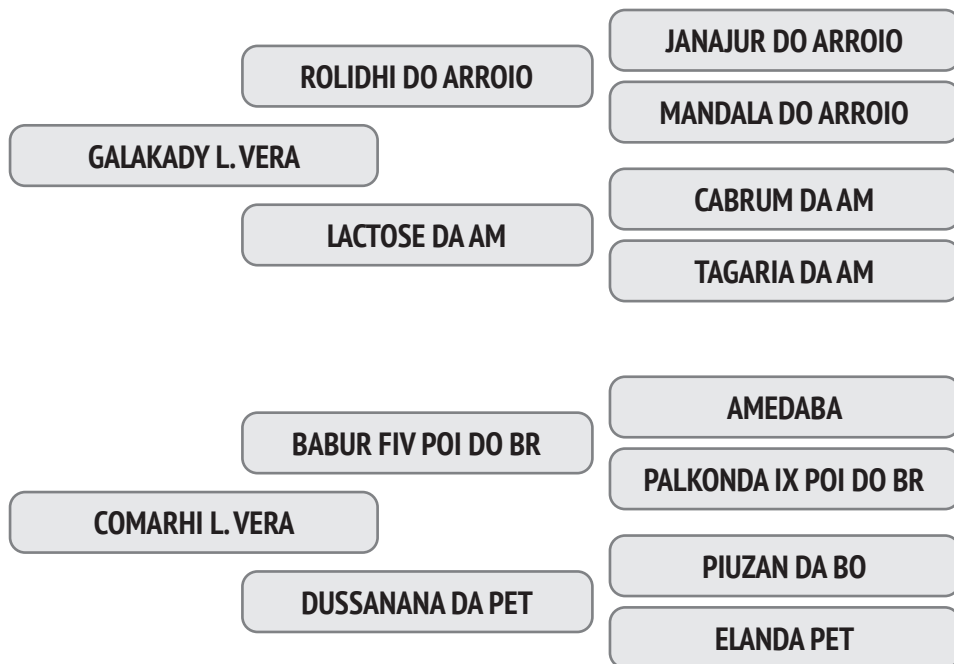 JANAJUR DO ARROIO
ROLIDHI DO ARROIO
MANDALA DO ARROIO
GALAKADY L. VERA
CABRUM DA AM
LACTOSE DA AM
TAGARIA DA AM
AMEDABA
BABUR FIV POI DO BR
PALKONDA IX POI DO BR
COMARHI L. VERA
PIUZAN DA BO
DUSSANANA DA PET
ELANDA PET